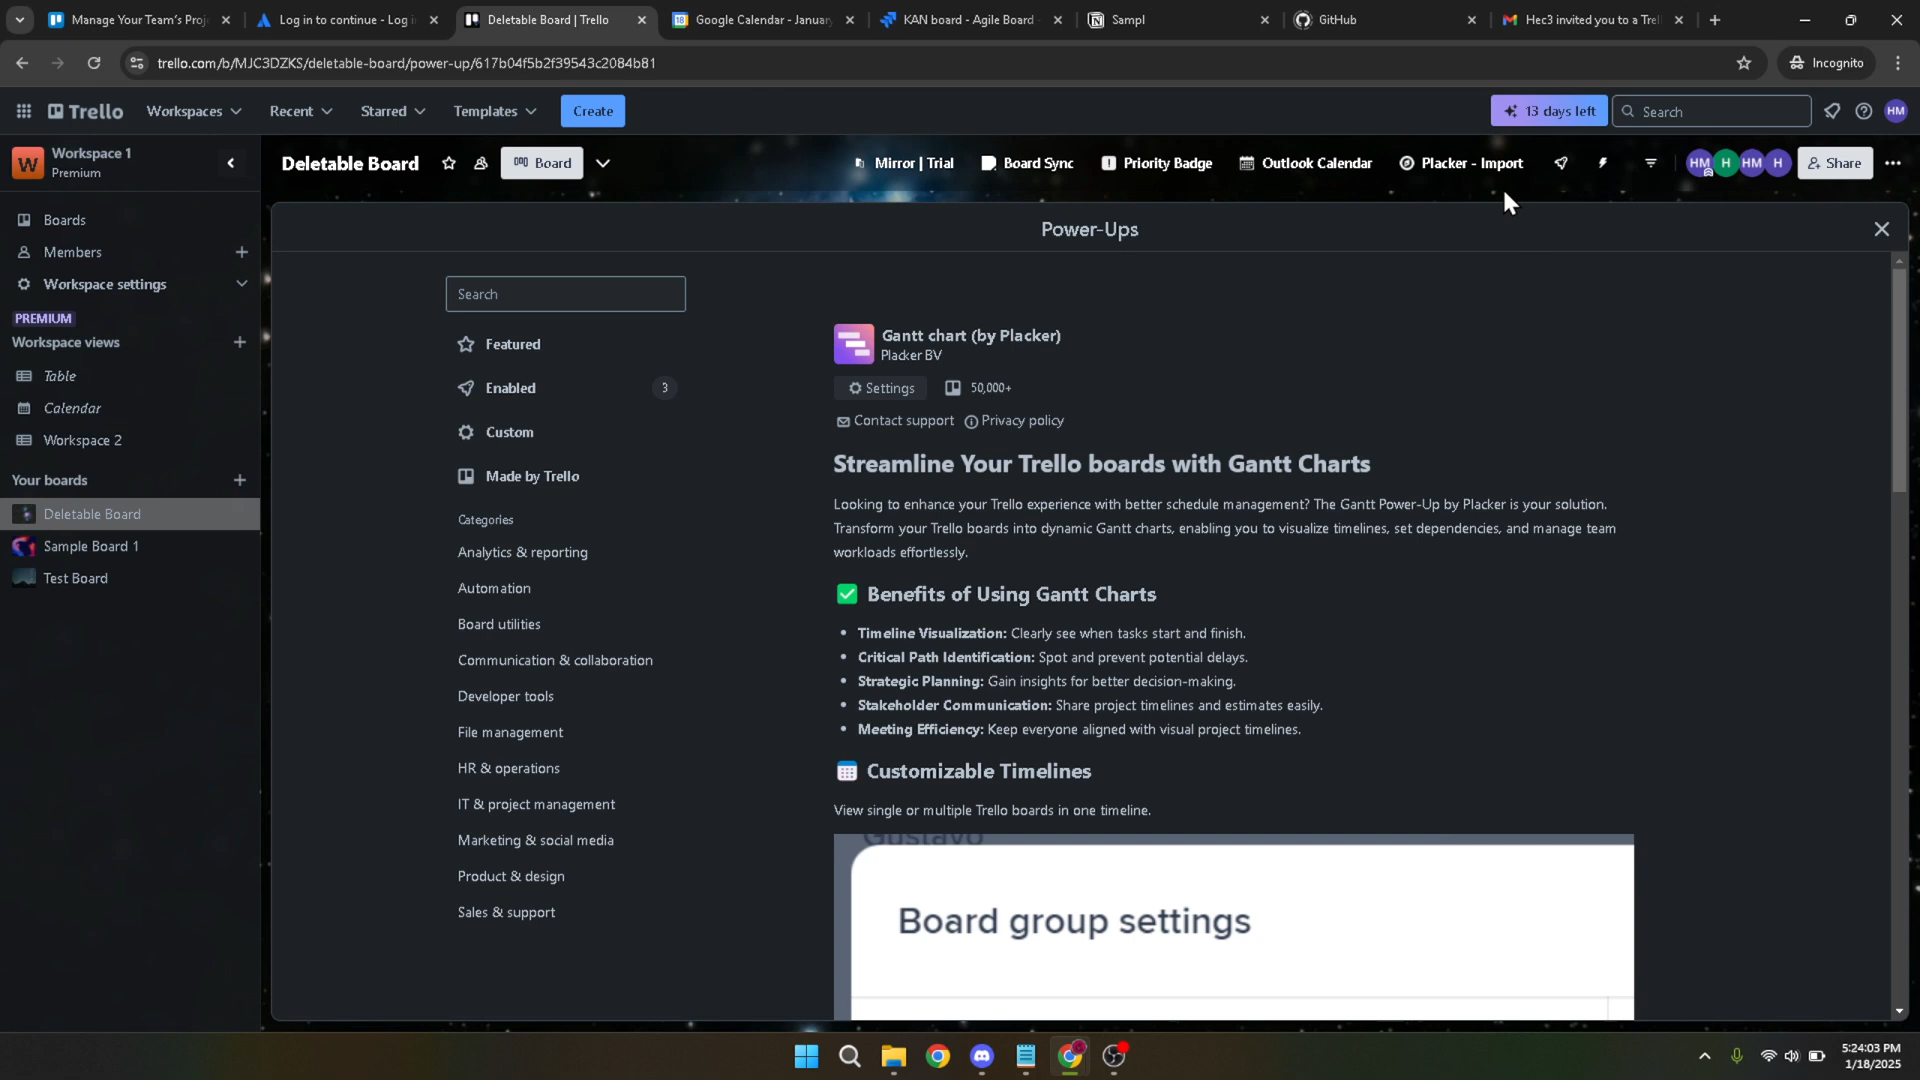 Manage Your Team's Proj
Log in to continue - Log in
Deletable Board | Trello
Google Calendar - January
KAN board - Agile Board
Sampl
GitHub
Hec3 invited you to a Trel
trello.com/b/MJC3DZKS/deletable-board/power-up/617b04f5b2f39543c2084b81
Incognito
Trello
Workspaces
Recent
Starred
Templates
Create
13 days left
Search
HM
W
Workspace 1
Premium
Deletable Board
Board
Mirror | Trial
Board Sync
Priority Badge
Outlook Calendar
Placker - Import
HM
H
HM
H
Share
Boards
Members
Workspace settings
PREMIUM
Workspace views
Table
Calendar
Workspace 2
Your boards
Deletable Board
Sample Board 1
Test Board
Power-Ups
Search
Featured
Enabled
3
Custom
Made by Trello
Categories
Analytics & reporting
Automation
Board utilities
Communication & collaboration
Developer tools
File management
HR & operations
IT & project management
Marketing & social media
Product & design
Sales & support
Gantt chart (by Placker)
Placker BV
Settings
50,000+
Contact support
Privacy policy
Streamline Your Trello boards with Gantt Charts
Looking to enhance your Trello experience with better schedule management? The Gantt Power-Up by Placker is your solution.
Transform your Trello boards into dynamic Gantt charts, enabling you to visualize timelines, set dependencies, and manage team
workloads effortlessly.
Benefits of Using Gantt Charts
• Timeline Visualization: Clearly see when tasks start and finish.
• Critical Path Identification: Spot and prevent potential delays.
• Strategic Planning: Gain insights for better decision-making.
• Stakeholder Communication: Share project timelines and estimates easily.
• Meeting Efficiency: Keep everyone aligned with visual project timelines.
Customizable Timelines
View single or multiple Trello boards in one timeline.
Gustavo
Board group settings
5:24:03 PM
1/18/2025